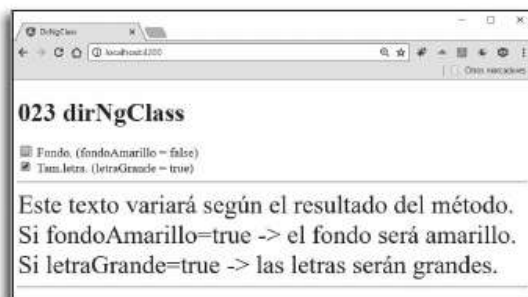 DirNgClass
localhost:4200
Otros marcadores
023 dirNgClass
Fondo. (fondoAmarillo = false)
Tam.letra. (letraGrande = true)
Este texto variará según el resultado del método.
Si fondoAmarillo=true -> el fondo será amarillo.
Si letraGrande=true -> las letras serán grandes.